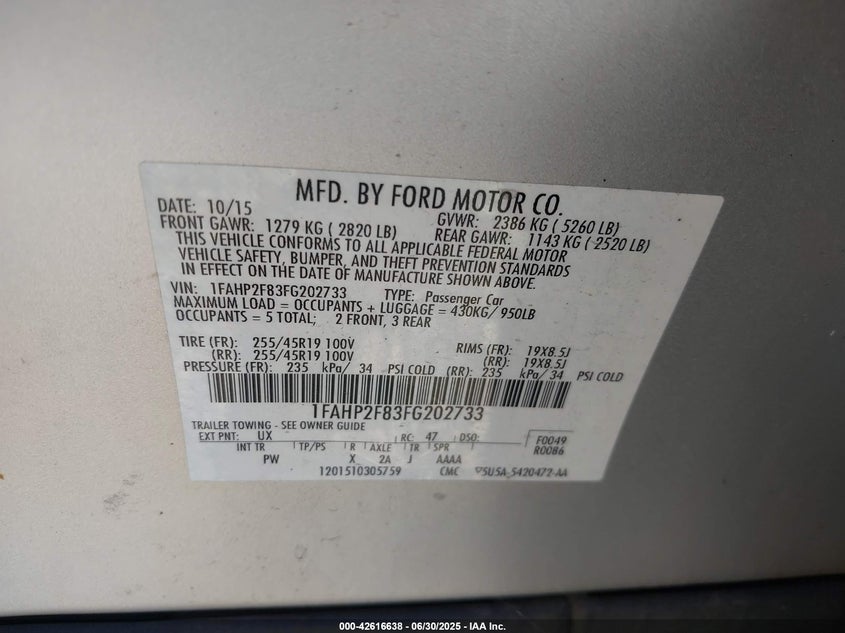 MFD. BY FORD MOTOR CO.
DATE: 10/15 GVWR: 2386 KG ( 5260 LB)
FRONT GAWR: 1279 KG ( 2820 LB) REAR GAWR: 1143 KG ( 2520 LB)
THIS VEHICLE CONFORMS TO ALL APPLICABLE FEDERAL MOTOR
VEHICLE SAFETY, BUMPER, AND THEFT PREVENTION STANDARDS
IN EFFECT ON THE DATE OF MANUFACTURE SHOWN ABOVE.
VIN: 1FAHP2F83FG202733 TYPE: Passenger Car
MAXIMUM LOAD = OCCUPANTS + LUGGAGE = 430KG/ 950LB
OCCUPANTS = 5 TOTAL; 2 FRONT, 3 REAR
TIRE (FR): 255/45R19 100V RIMS (FR): 19X8.5J
(RR): 255/45R19 100V (RR): 19X8.5J
PRESSURE (FR): 235 kPa/ 34 PSI COLD (RR): 235 kPa/ 34 PSI COLD
1FAHP2F83FG202733
TRAILER TOWING - SEE OWNER GUIDE
EXT PNT: UX RC: 47 DSO: F0049
INT TR TP/PS R AXLE TR SPR R0086
PW X 2A J AAAA
1201510305759 CMC 5U5A_5420472-AA
000-42616638 - 06/30/2025 - IAA Inc.